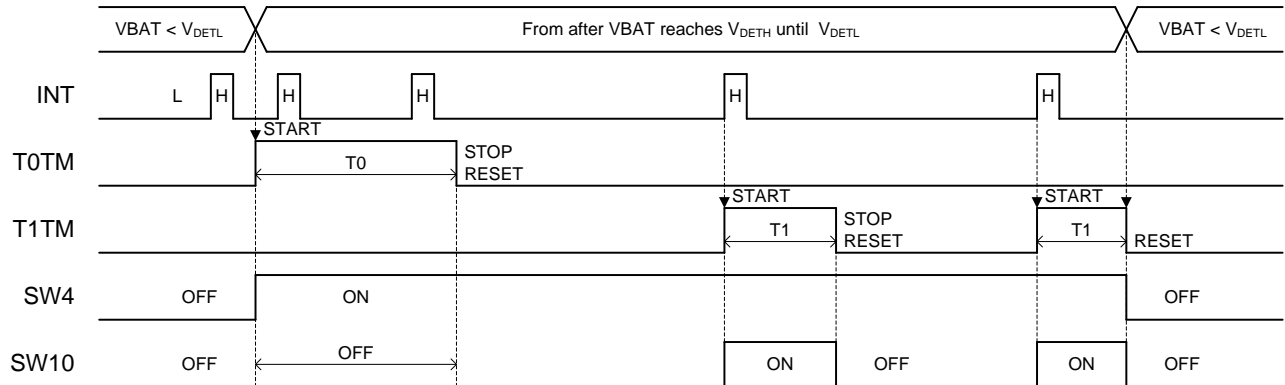 VBAT < VDETL From after VBAT reaches VDETH until VDETL VBAT < VDETL
INT L H H H H H
START
T0TM T0 STOP
RESET
START START
T1TM T1 STOP T1
RESET RESET
SW4 OFF ON OFF
SW10 OFF OFF ON OFF ON OFF